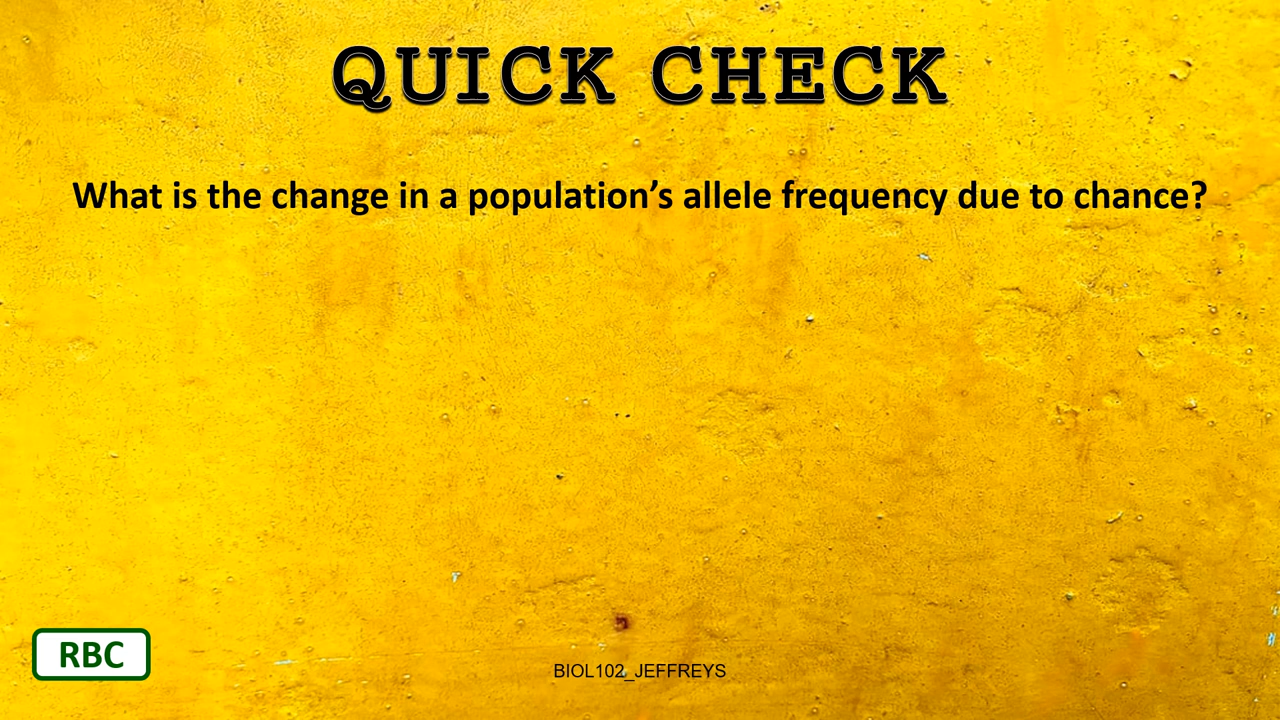 QUICK CHECK
What is the change in a population’s allele frequency due to chance?
RBC
BIOL102_JEFFREYS